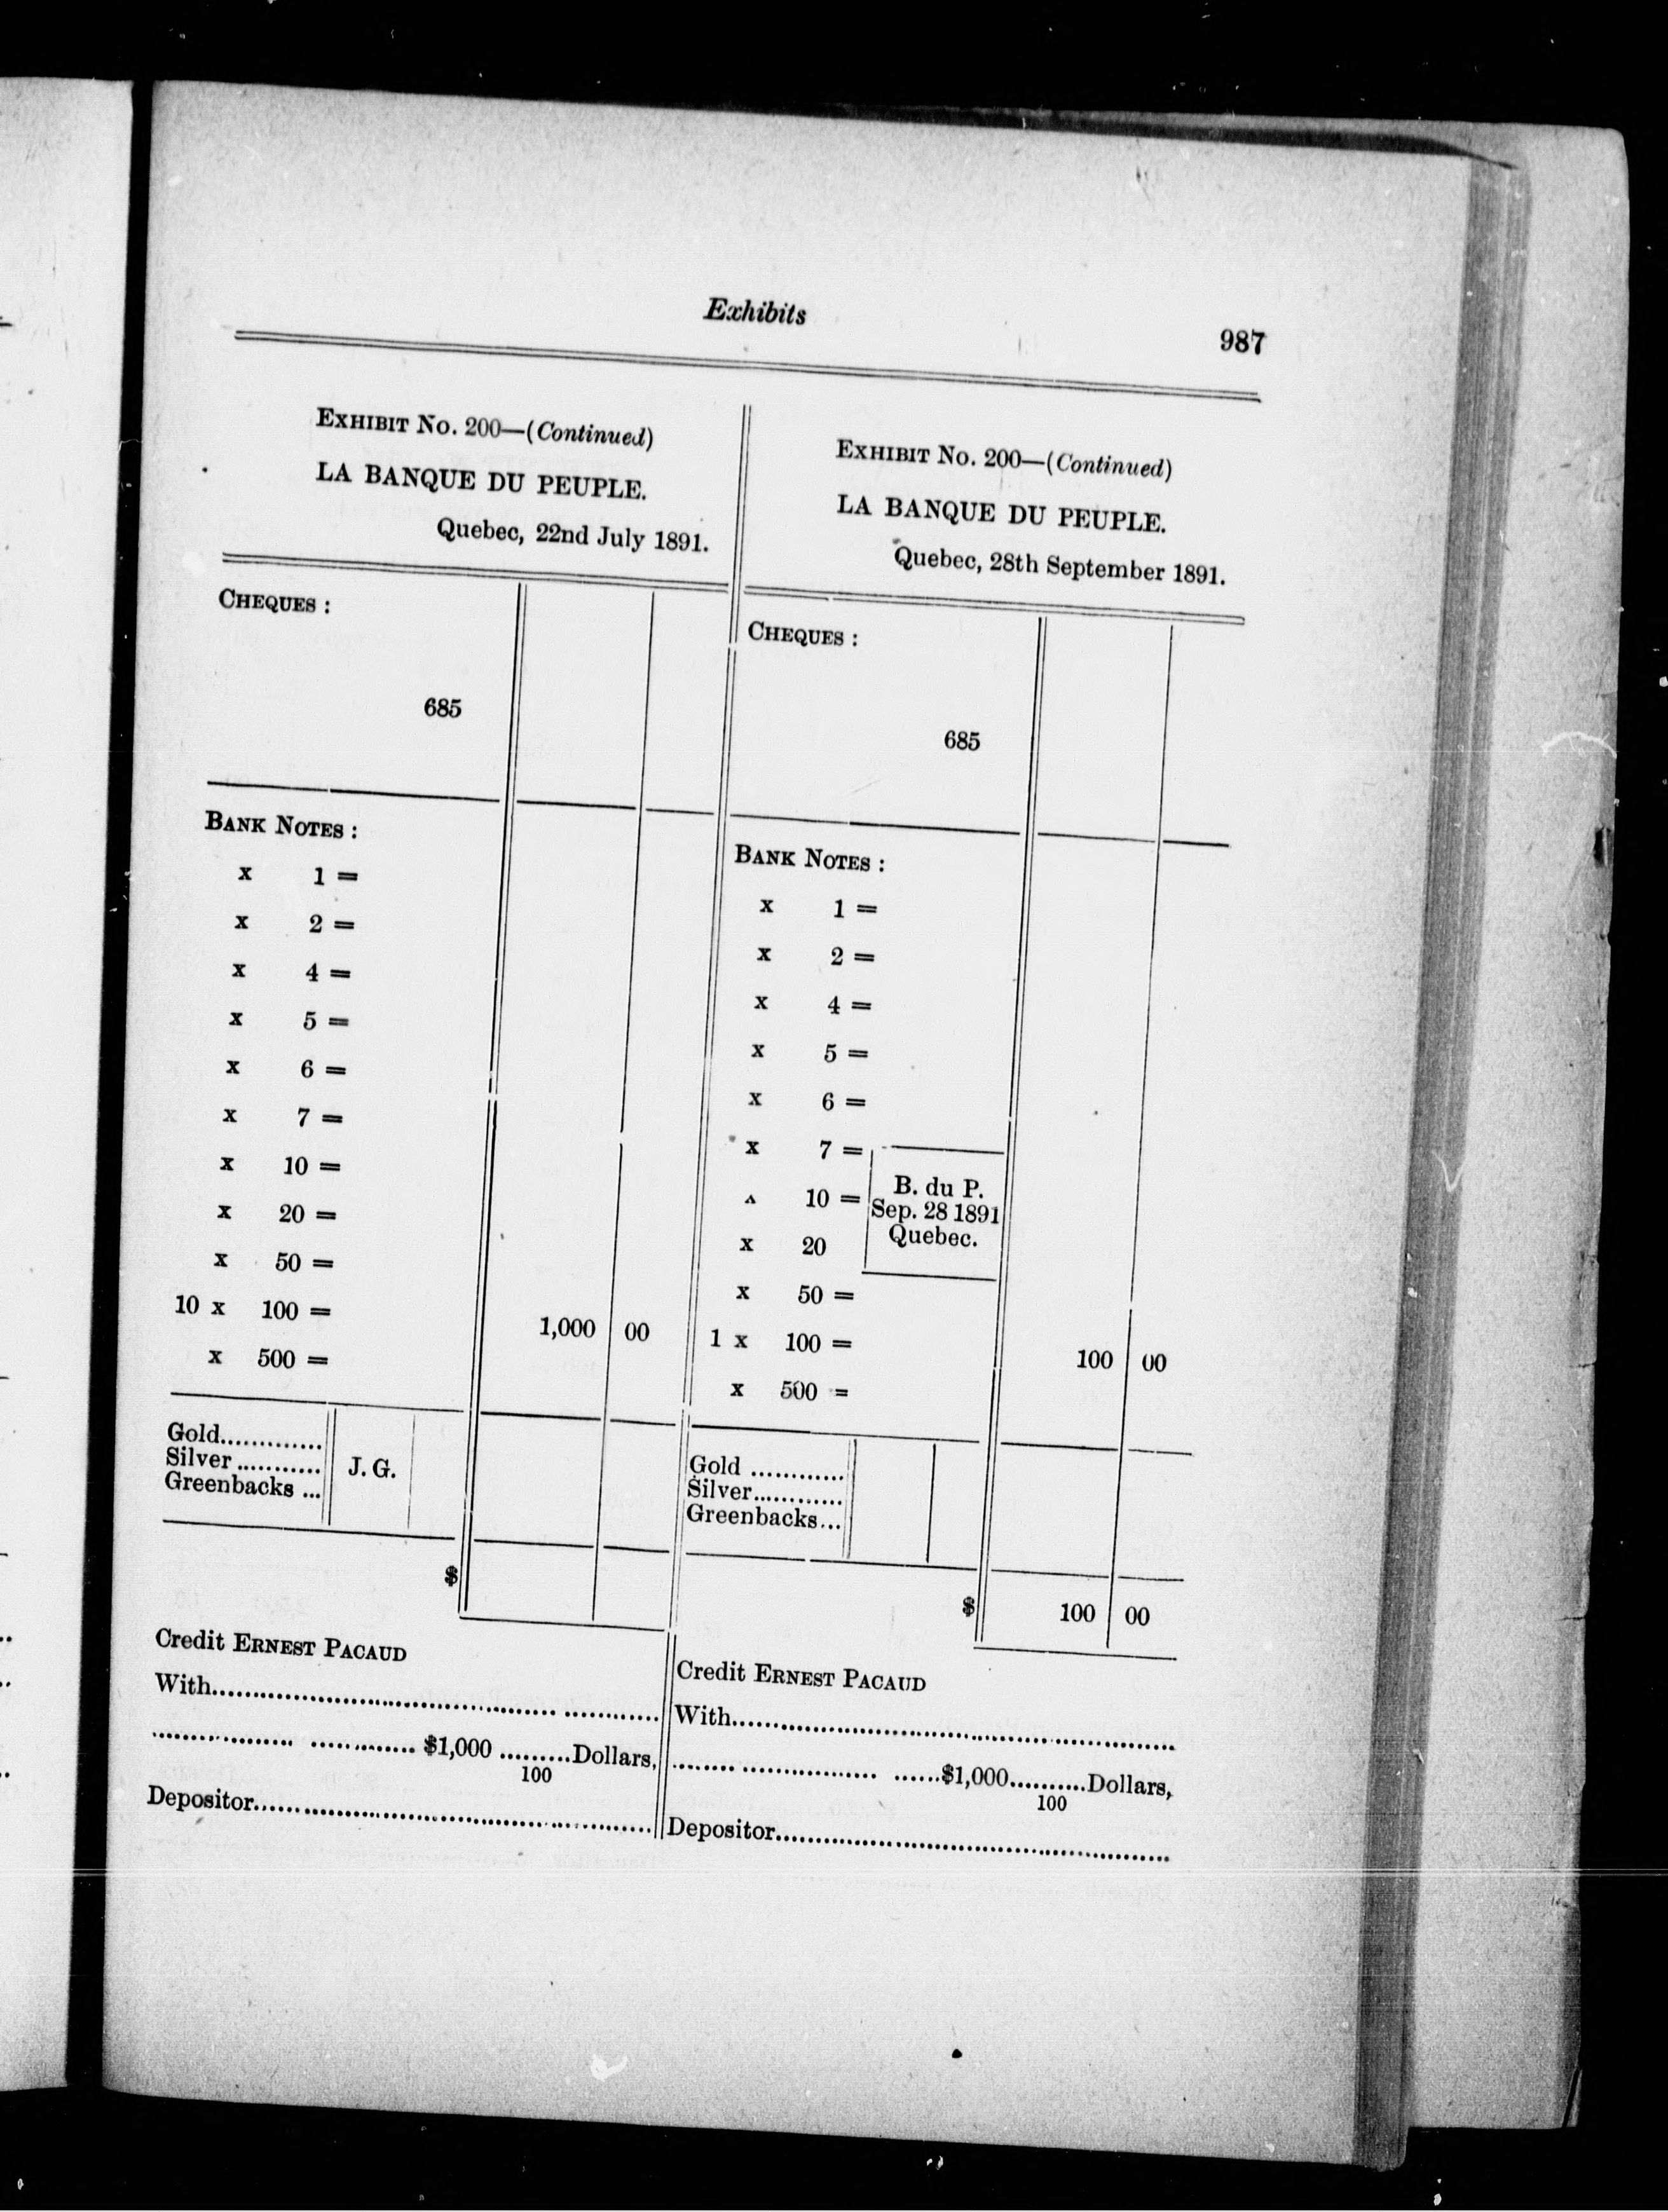 Exhibits
987
EXHIBIT No. 200—(Continued)
LA BANQUE DU PEUPLE.
Quebec, 22nd July 1891.
CHEQUES :
685
BANK NOTES :
x 1 =
x 2 =
x 4 =
x 5 =
x 6 =
x 7 =
x 10 =
x 20 =
x 50 =
10 x 100 = 1,000 00
x 500 =
Gold.............
Silver ...........
Greenbacks ...
J. G.
$
Credit ERNEST PACAUD
With..........................................................
.................... ............. $1,000 .........Dollars,
100
Depositor.......................................................
EXHIBIT No. 200—(Continued)
LA BANQUE DU PEUPLE.
Quebec, 28th September 1891.
CHEQUES :
685
BANK NOTES :
x 1 =
x 2 =
x 4 =
x 5 =
x 6 =
x 7 =
10 =
x 20
B. du P.
Sep. 28 1891
Quebec.
x 50 =
1 x 100 = 100 00
x 500 =
Gold ............
Silver............
Greenbacks...
$ 100 00
Credit ERNEST PACAUD
With..........................................................
......................... ......$1,000..........Dollars,
100
Depositor.......................................................